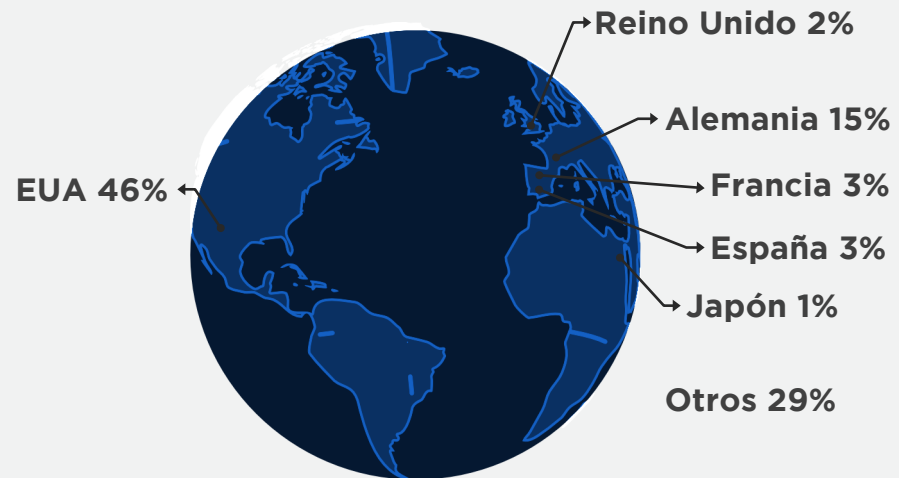 Reino Unido 2%
Alemania 15%
EUA 46%
Francia 3%
España 3%
Japón 1%
Otros 29%